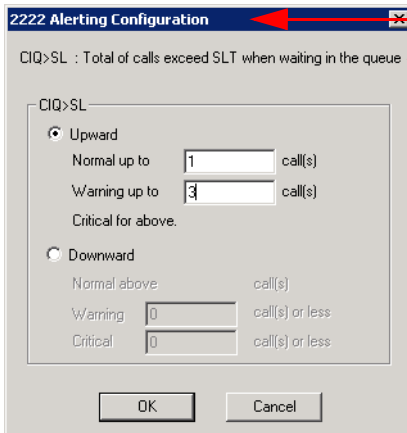 2222 Alerting Configuration
CIQ>SL : Total of calls exceed SLT when waiting in the queue
CIQ>SL
Upward
Normal up to 1 call(s)
Warning up to 3 call(s)
Critical for above.
Downward
Normal above call(s)
Warning 0 call(s) or less
Critical 0 call(s) or less
OK Cancel